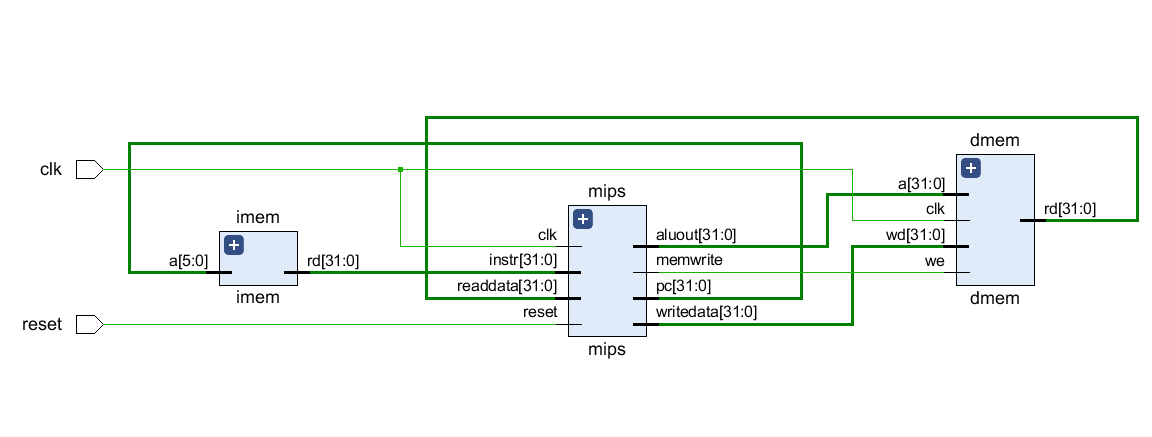 clk
reset
imem
a[5:0]
rd[31:0]
imem
mips
clk
instr[31:0]
readdata[31:0]
reset
aluout[31:0]
memwrite
pc[31:0]
writedata[31:0]
mips
dmem
a[31:0]
clk
wd[31:0]
we
rd[31:0]
dmem